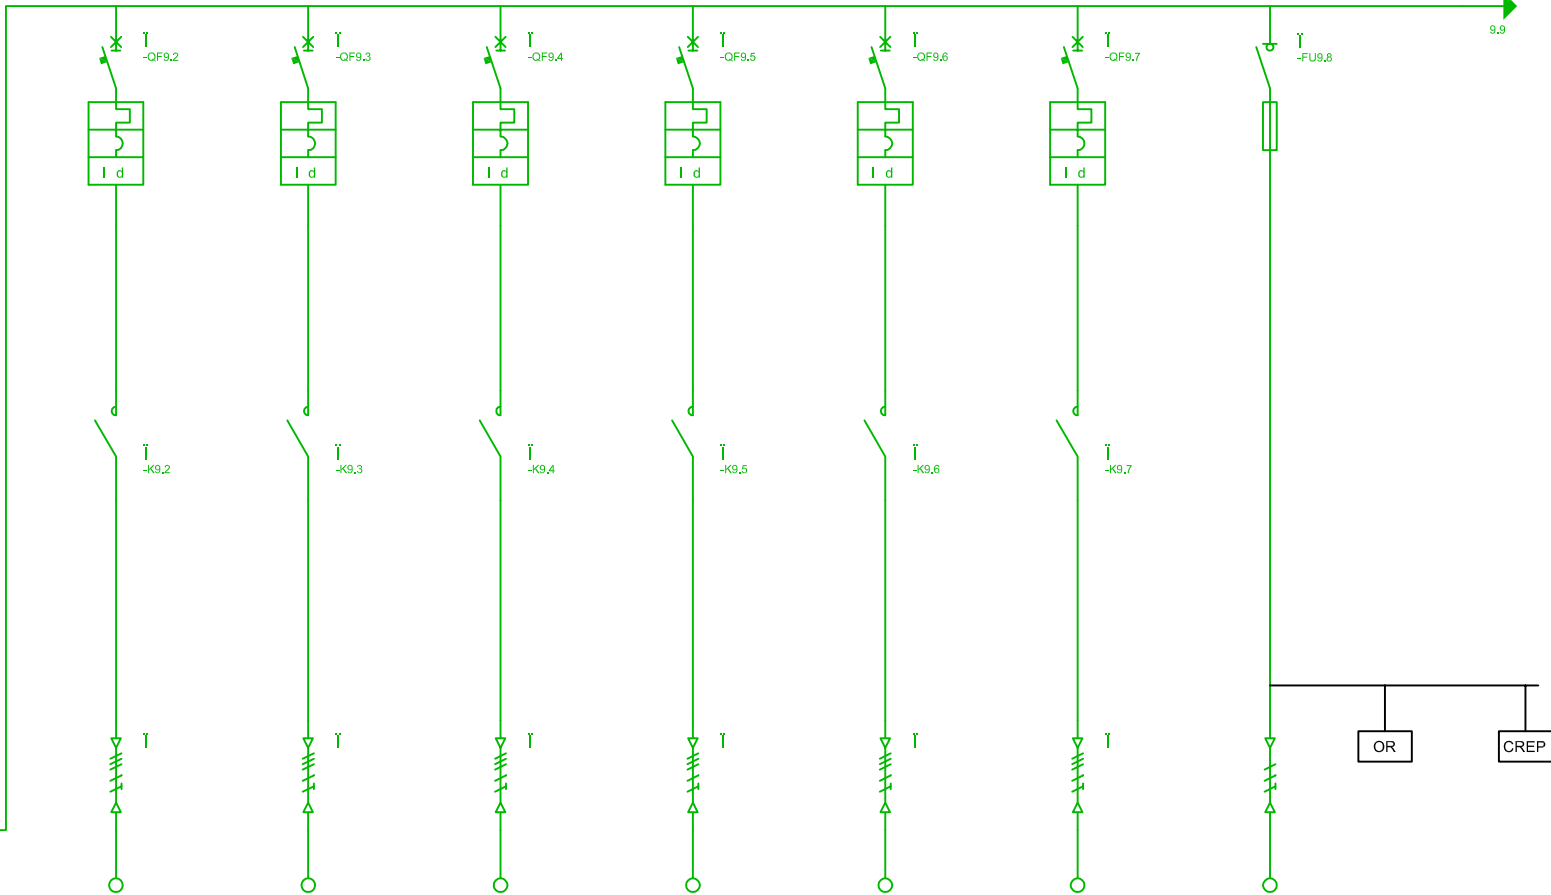 Ï Ï Ï Ï Ï Ï Ï
-QF9.2 -QF9.3 -QF9.4 -QF9.5 -QF9.6 -QF9.7 -FU9.8 9.9
I d I d I d I d I d I d
Ï Ï Ï Ï Ï Ï
-K9.2 -K9.3 -K9.4 -K9.5 -K9.6 -K9.7
Ï Ï Ï Ï Ï Ï
OR CREP